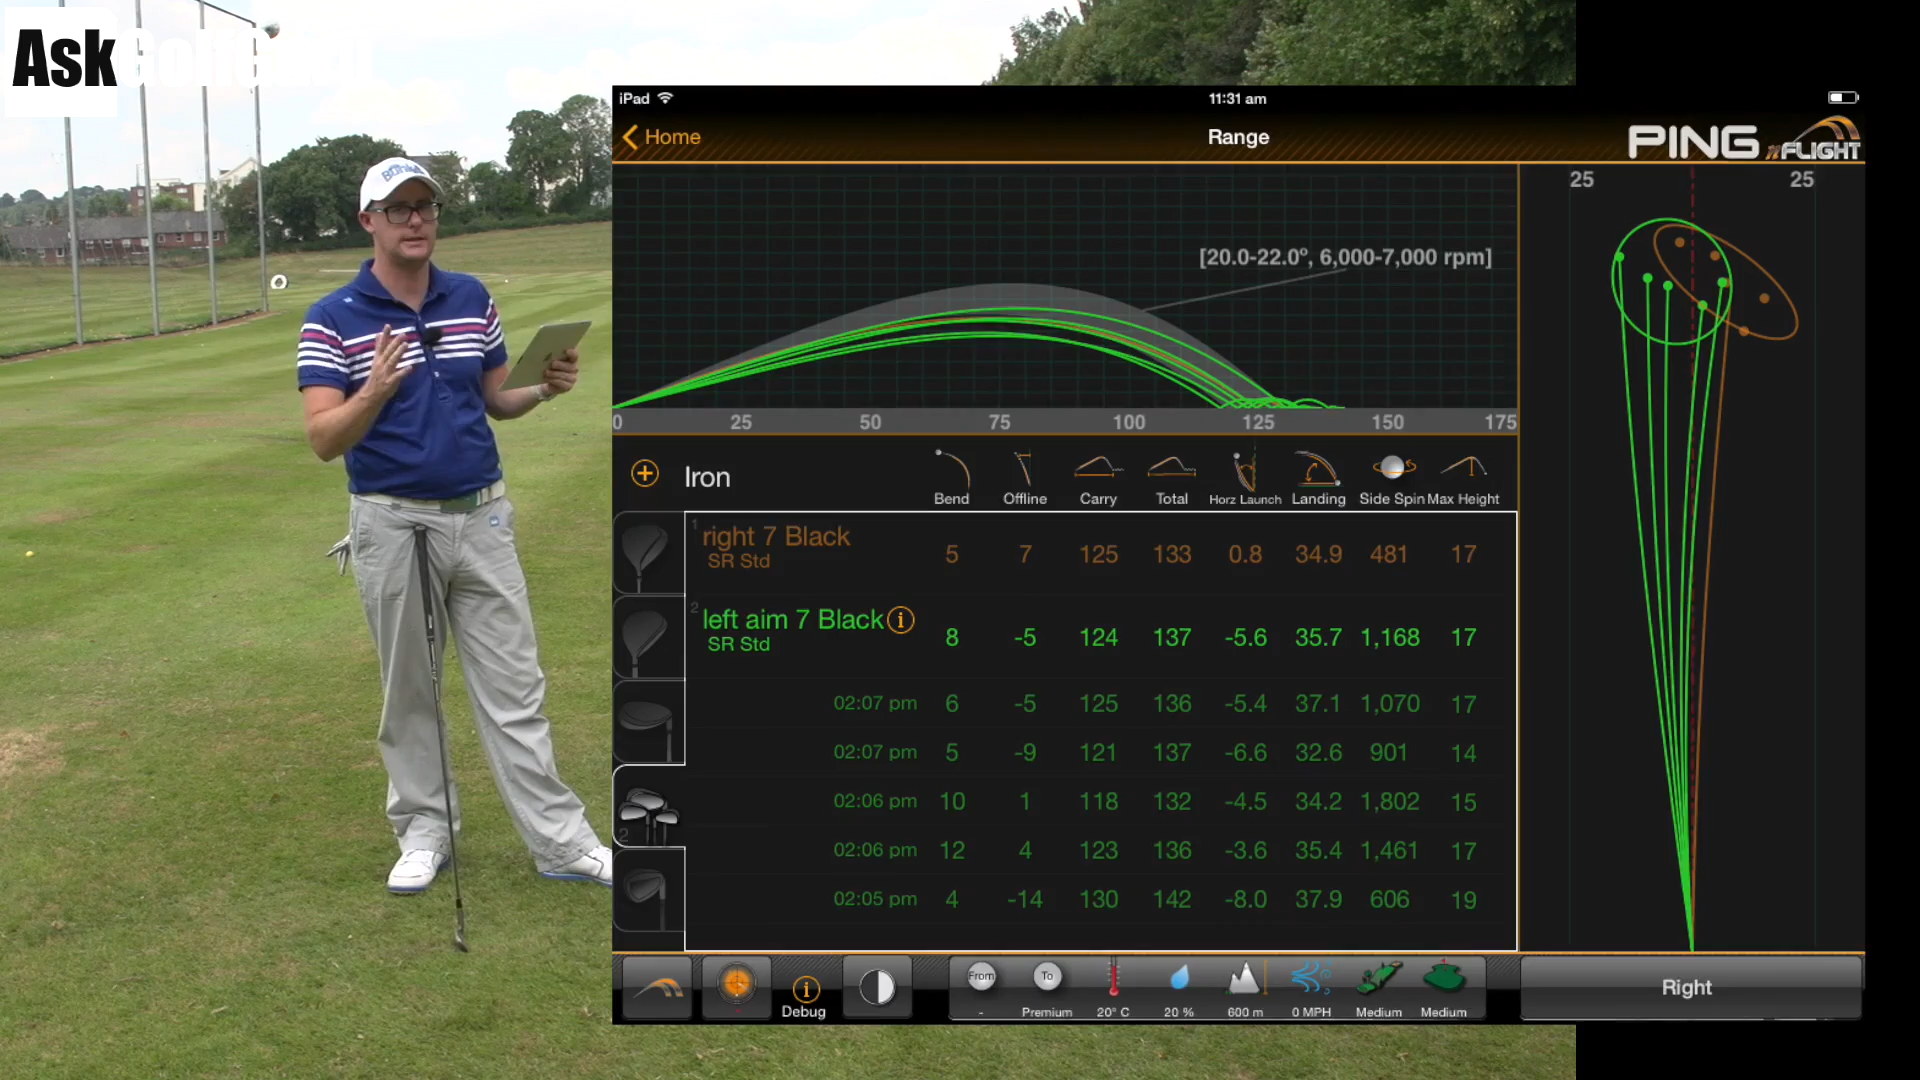 AskGolfGuru
iPad
11:31 am
Home
Range
PING nFLIGHT
25 25
[20.0-22.0º, 6,000-7,000 rpm]
0 25 50 75 100 125 150 175
Iron
Bend Offline Carry Total Horz Launch Landing Side Spin Max Height
1 right 7 Black
SR Std
5 7 125 133 0.8 34.9 481 17
2 left aim 7 Black i
SR Std
8 -5 124 137 -5.6 35.7 1,168 17
02:07 pm 6 -5 125 136 -5.4 37.1 1,070 17
02:07 pm 5 -9 121 137 -6.6 32.6 901 14
02:06 pm 10 1 118 132 -4.5 34.2 1,802 15
02:06 pm 12 4 123 136 -3.6 35.4 1,461 17
02:05 pm 4 -14 130 142 -8.0 37.9 606 19
2
i
Debug
From
-
To
Premium
20° C
20 %
600 m
0 MPH
Medium
Medium
Right